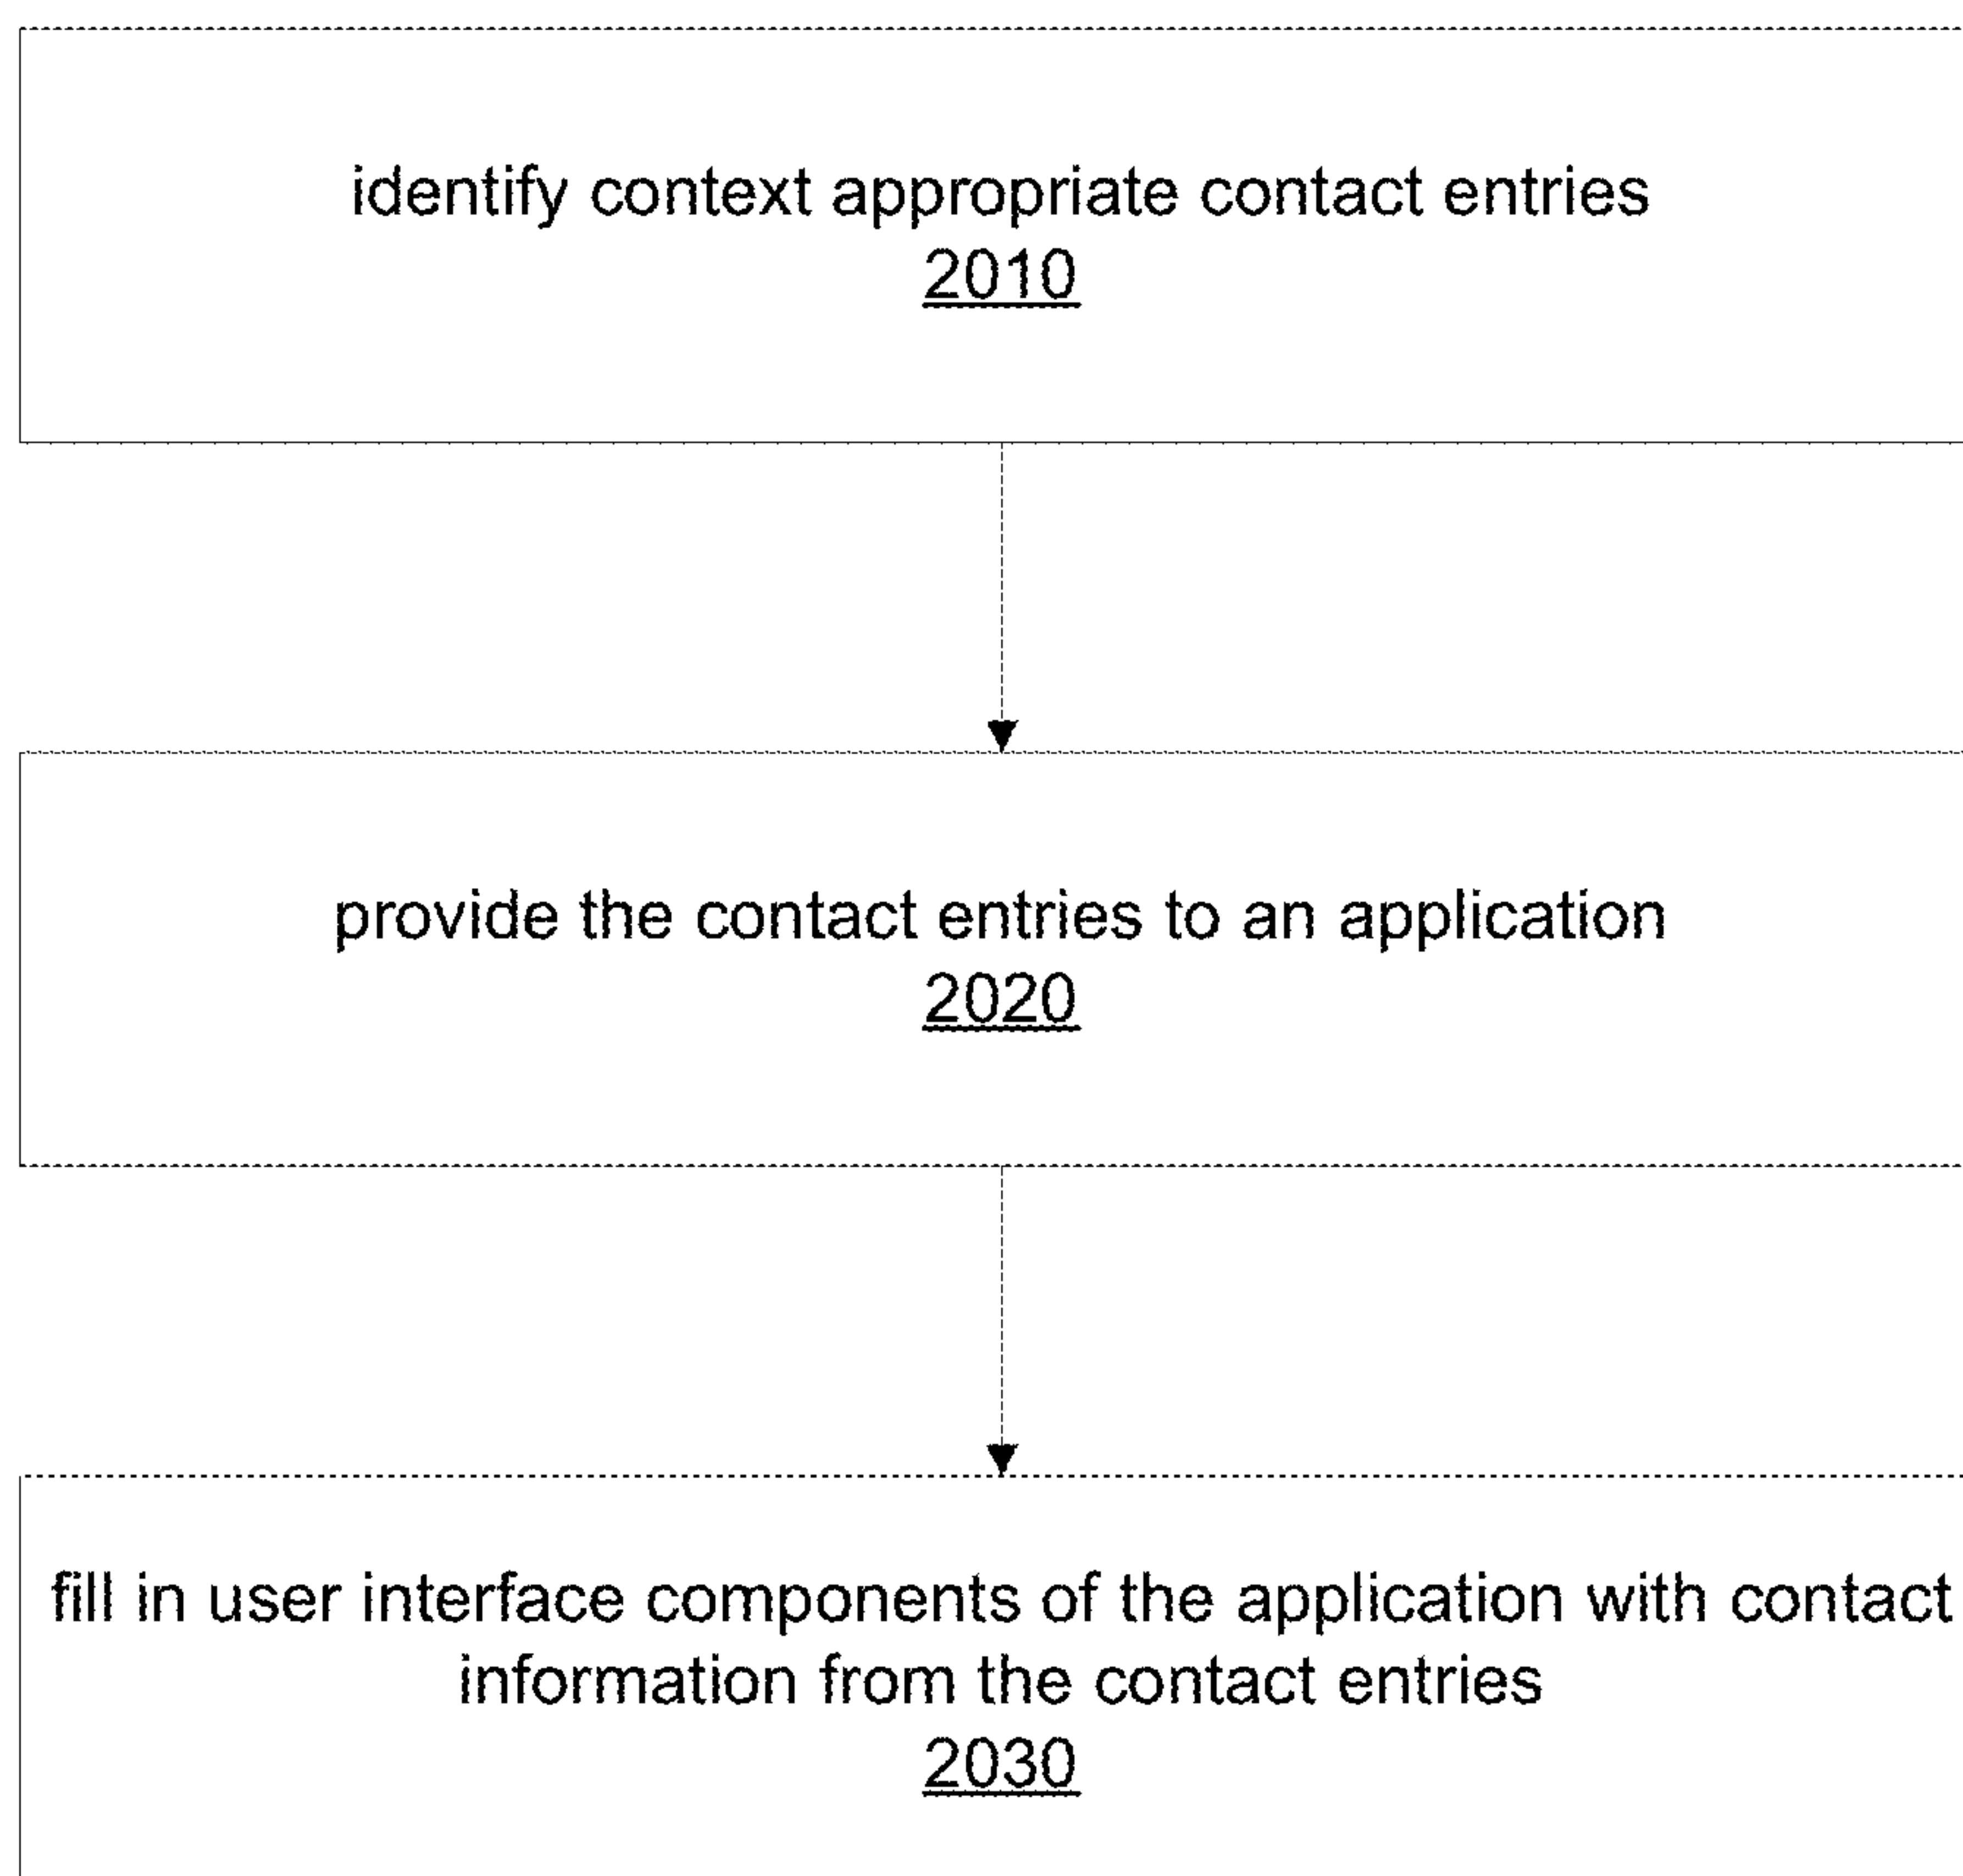 identify context appropriate contact entries
2010
provide the contact entries to an application
2020
fill in user interface components of the application with contact
information from the contact entries
2030